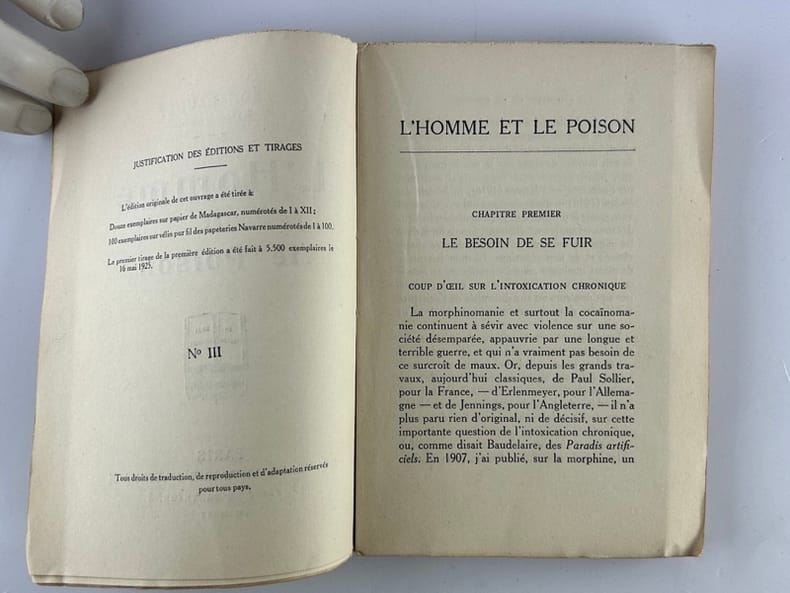 JUSTIFICATION DES ÉDITIONS ET TIRAGES
L'édition originale de cet ouvrage a été tirée à:
Douze exemplaires sur papier de Madagascar, numérotés de I à XII;
100 exemplaires sur vélin pur fil des papeteries Navarre numérotés de 1 à 100.
Le premier tirage de la première édition a été fait à 5.500 exemplaires le
16 mai 1925.
No III
Tous droits de traduction, de reproduction et d'adaptation réservés
pour tous pays.
L'HOMME ET LE POISON
CHAPITRE PREMIER
LE BESOIN DE SE FUIR
COUP D'ŒIL SUR L'INTOXICATION CHRONIQUE
La morphinomanie et surtout la cocaïnoma-
nie continuent à sévir avec violence sur une so-
ciété désemparée, appauvrie par une longue et
terrible guerre, et qui n'a vraiment pas besoin de
ce surcroît de maux. Or, depuis les grands tra-
vaux, aujourd'hui classiques, de Paul Sollier,
pour la France, — d'Erlenmeyer, pour l'Allema-
gne — et de Jennings, pour l'Angleterre, — il n'a
plus paru rien d'original, ni de décisif, sur cette
importante question de l'intoxication chronique,
ou, comme disait Baudelaire, des Paradis artifi-
ciels. En 1907, j'ai publié, sur la morphine, un